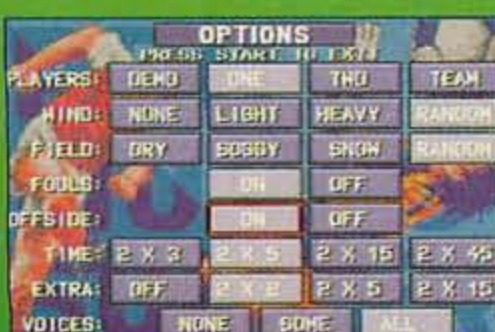 OPTIONS
PRESS START TO EXIT
PLAYERS: DEMO ONE TWO TEAM
WIND: NONE LIGHT HEAVY RANDOM
FIELD: DRY SOGGY SNOW RANDOM
FOULS: ON OFF
OFFSIDE: ON OFF
TIME: 2 X 3 2 X 5 2 X 15 2 X 45
EXTRA: OFF 2 X 2 2 X 5 2 X 15
VOICES: NONE SOME ALL